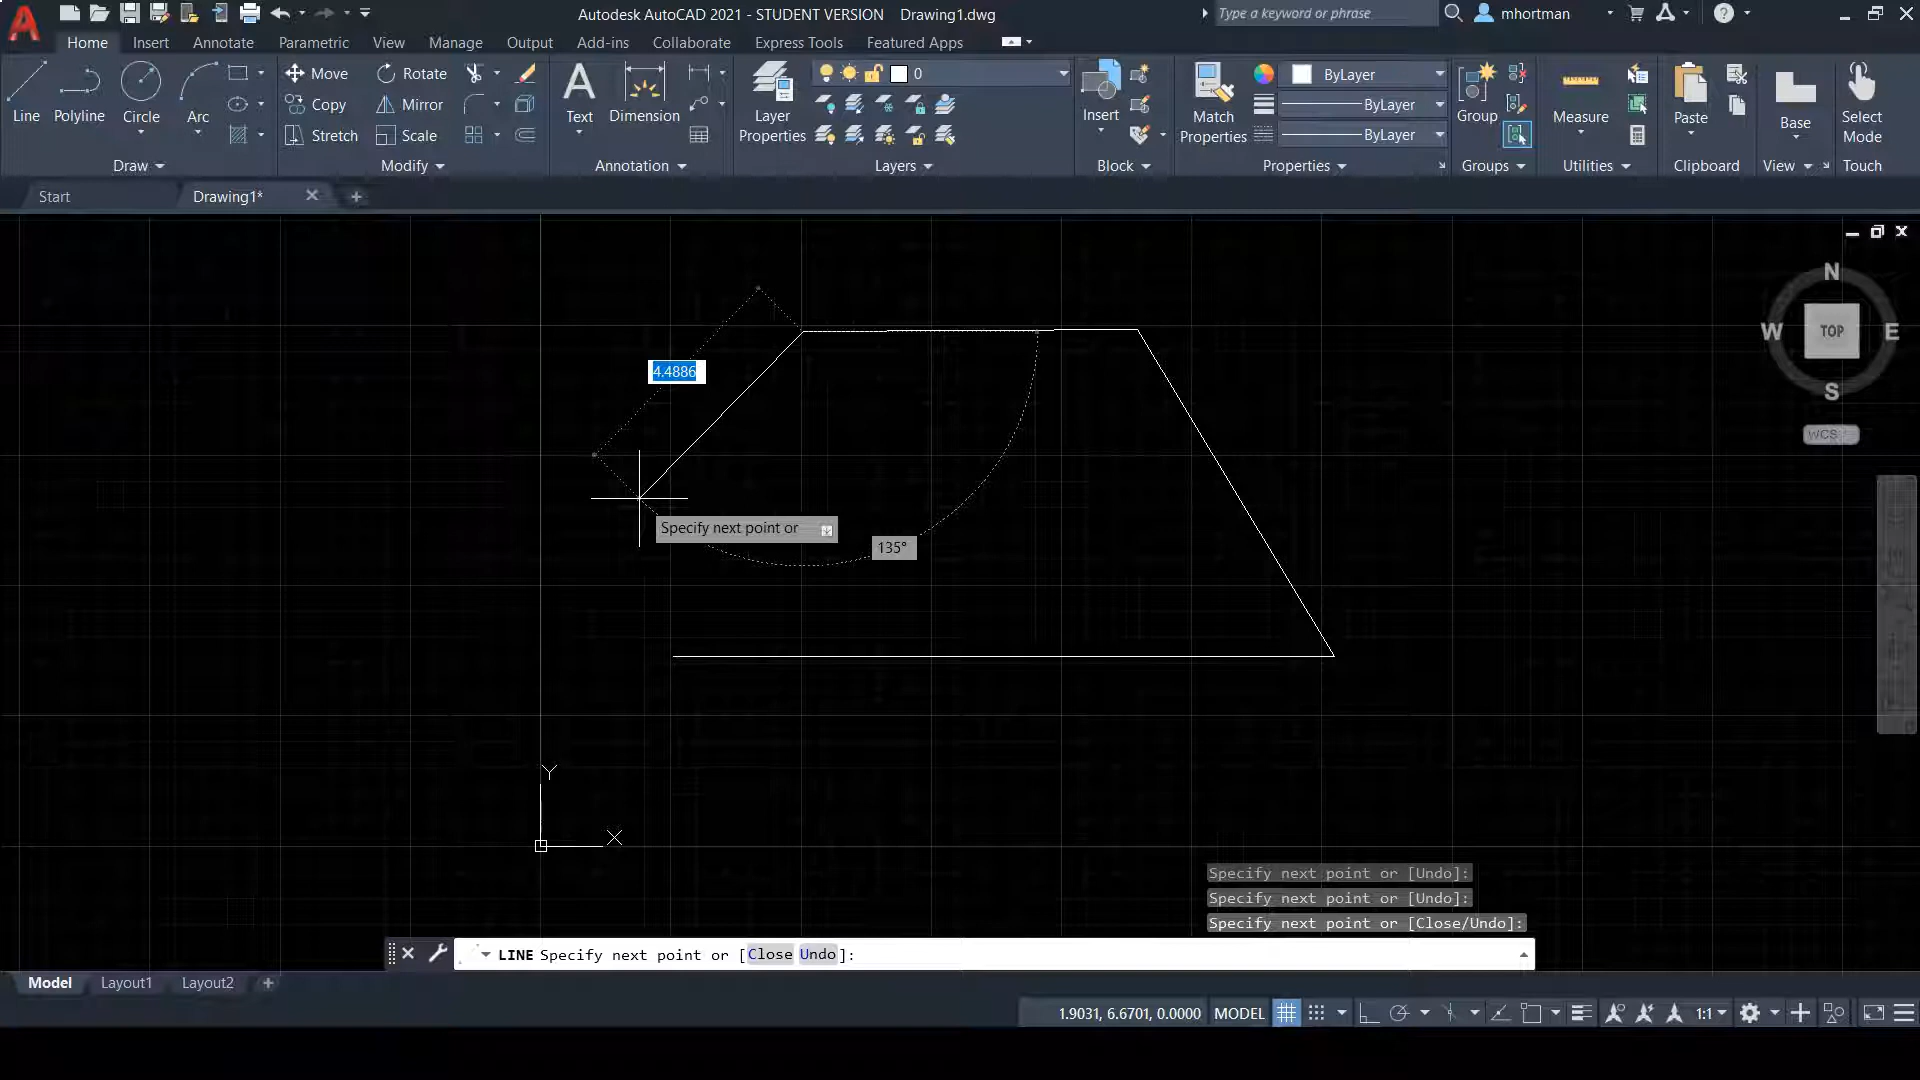 Autodesk AutoCAD 2021 - STUDENT VERSION Drawing1.dwg
Type a keyword or phrase
mhortman
Home Insert Annotate Parametric View Manage Output Add-ins Collaborate Express Tools Featured Apps
Line Polyline Circle Arc
Move Rotate
Copy Mirror
Stretch Scale
Text Dimension
Layer Properties
0
Insert
Match Properties
ByLayer
ByLayer
ByLayer
Group
Measure
Paste
Base
Select Mode
Draw Modify Annotation Layers Block Properties Groups Utilities Clipboard View Touch
Start Drawing1*
N
W TOP E
S
WCS
4.4886
Specify next point or
135°
Y
X
Specify next point or [Undo]:
Specify next point or [Undo]:
Specify next point or [Close/Undo]:
LINE Specify next point or [Close Undo]:
Model Layout1 Layout2
1.9031, 6.6701, 0.0000 MODEL 1:1